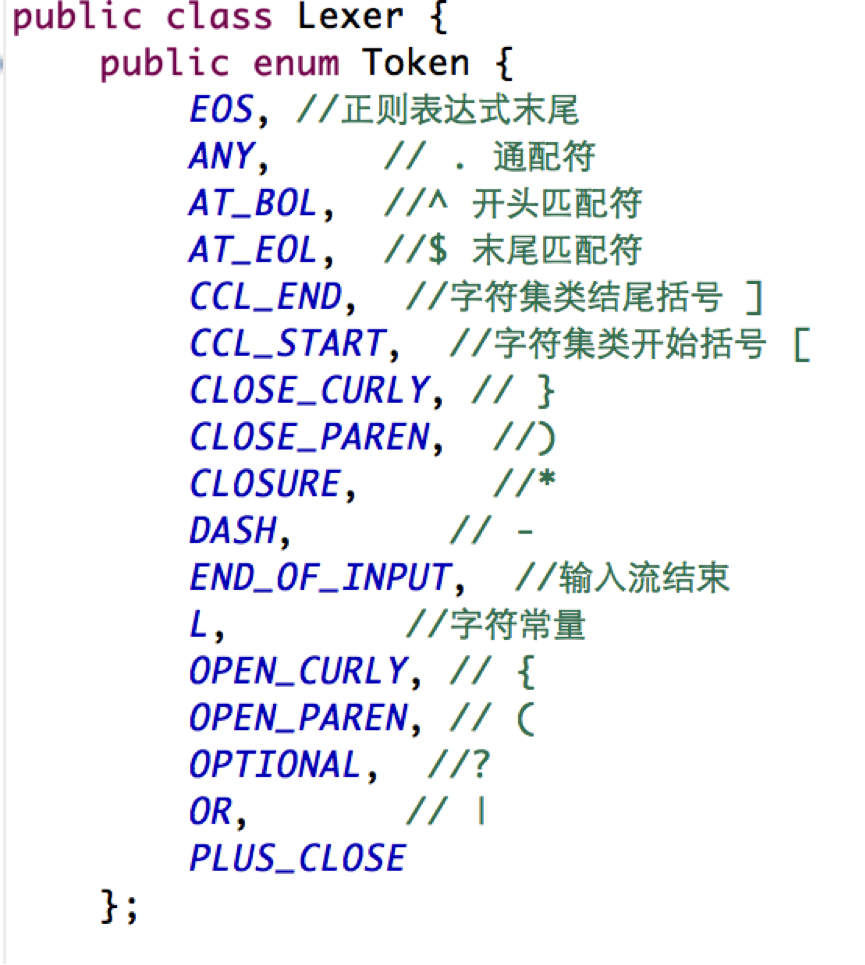 public class Lexer {
    public enum Token {
        EOS, //正则表达式末尾
        ANY,     // . 通配符
        AT_BOL,  //^ 开头匹配符
        AT_EOL,  //$ 末尾匹配符
        CCL_END,  //字符集类结尾括号 ]
        CCL_START,  //字符集类开始括号 [
        CLOSE_CURLY, // }
        CLOSE_PAREN,  //)
        CLOSURE,      //*
        DASH,       // -
        END_OF_INPUT,  //输入流结束
        L,        //字符常量
        OPEN_CURLY, // {
        OPEN_PAREN, // (
        OPTIONAL,  //?
        OR,       // |
        PLUS_CLOSE
    };